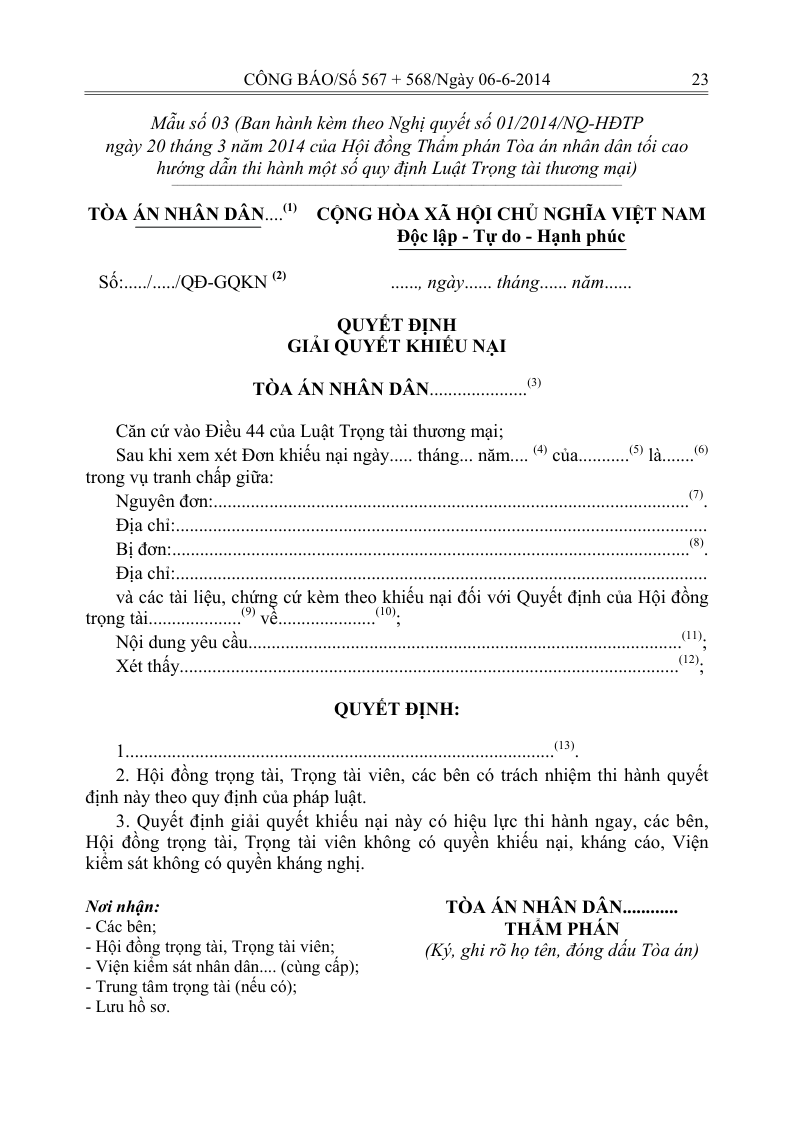 CÔNG BÁO/Số 567 + 568/Ngày 06-6-2014 23
Mẫu số 03 (Ban hành kèm theo Nghị quyết số 01/2014/NQ-HĐTP
ngày 20 tháng 3 năm 2014 của Hội đồng Thẩm phán Tòa án nhân dân tối cao
hướng dẫn thi hành một số quy định Luật Trọng tài thương mại)
TÒA ÁN NHÂN DÂN....(1) CỘNG HÒA XÃ HỘI CHỦ NGHĨA VIỆT NAM
Độc lập - Tự do - Hạnh phúc
Số:...../...../QĐ-GQKN (2) ......, ngày...... tháng...... năm......
QUYẾT ĐỊNH
GIẢI QUYẾT KHIẾU NẠI
TÒA ÁN NHÂN DÂN.....................(3)
Căn cứ vào Điều 44 của Luật Trọng tài thương mại;
Sau khi xem xét Đơn khiếu nại ngày..... tháng... năm.... (4) của...........(5) là.......(6)
trong vụ tranh chấp giữa:
Nguyên đơn:.......................................................................................................(7).
Địa chỉ:...................................................................................................................
Bị đơn:................................................................................................................(8).
Địa chỉ:...................................................................................................................
và các tài liệu, chứng cứ kèm theo khiếu nại đối với Quyết định của Hội đồng
trọng tài....................(9) về.....................(10);
Nội dung yêu cầu..............................................................................................(11);
Xét thấy............................................................................................................(12);
QUYẾT ĐỊNH:
1.............................................................................................(13).
2. Hội đồng trọng tài, Trọng tài viên, các bên có trách nhiệm thi hành quyết
định này theo quy định của pháp luật.
3. Quyết định giải quyết khiếu nại này có hiệu lực thi hành ngay, các bên,
Hội đồng trọng tài, Trọng tài viên không có quyền khiếu nại, kháng cáo, Viện
kiểm sát không có quyền kháng nghị.
Nơi nhận: TÒA ÁN NHÂN DÂN............
- Các bên; THẨM PHÁN
- Hội đồng trọng tài, Trọng tài viên; (Ký, ghi rõ họ tên, đóng dấu Tòa án)
- Viện kiểm sát nhân dân.... (cùng cấp);
- Trung tâm trọng tài (nếu có);
- Lưu hồ sơ.